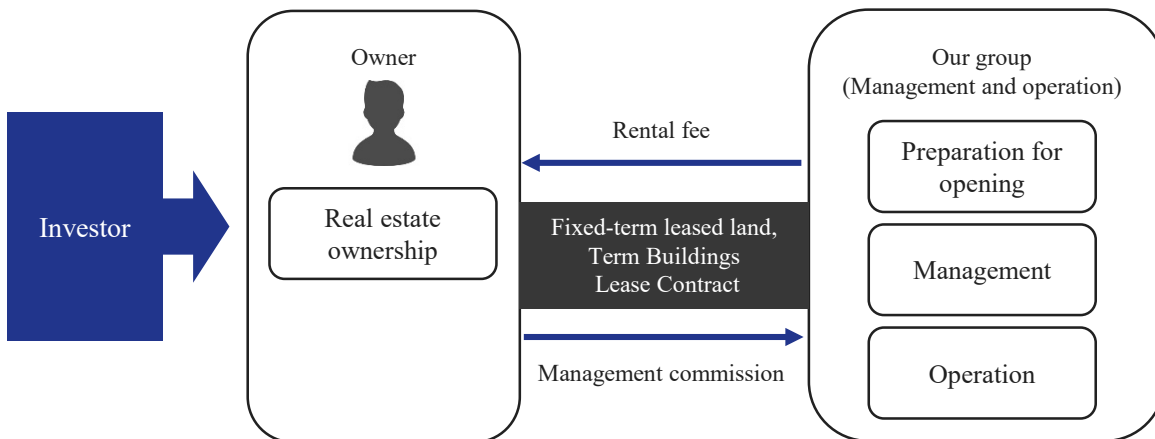 Investor
Owner
Real estate
ownership
Rental fee
Fixed-term leased land,
Term Buildings
Lease Contract
Management commission
Our group
(Management and operation)
Preparation for
opening
Management
Operation